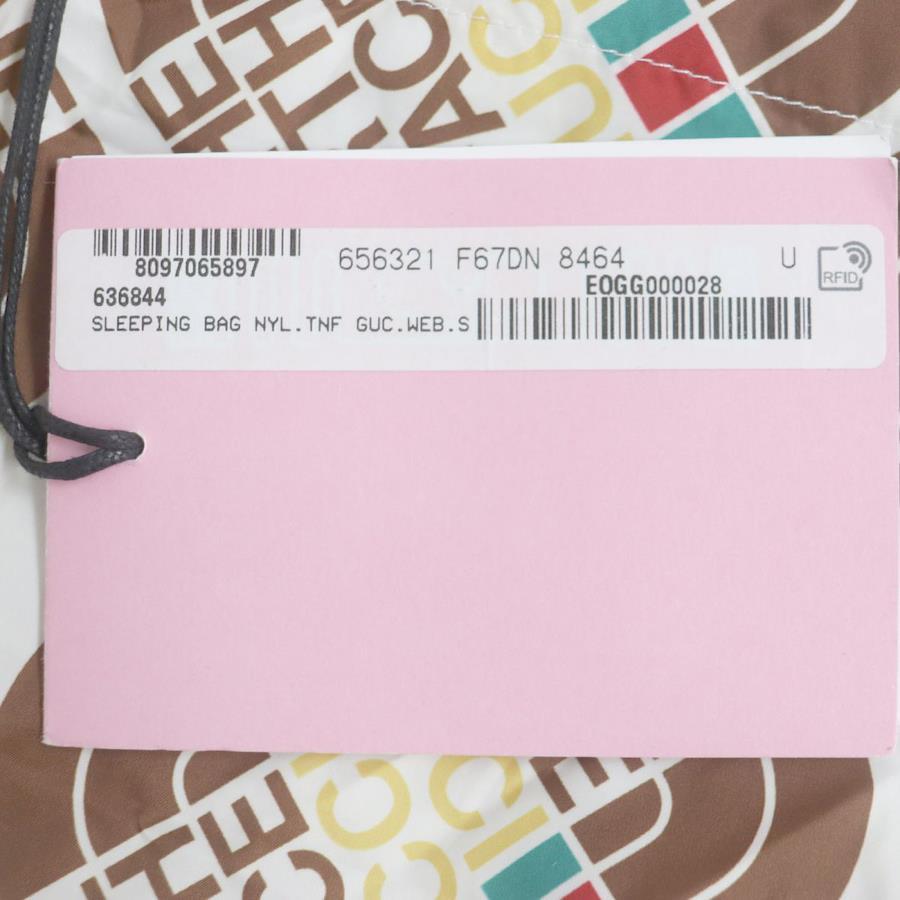 8097065897
656321 F67DN 8464 U
RFID
636844
EOGG000028
SLEEPING BAG NYL.TNF GUC.WEB.S